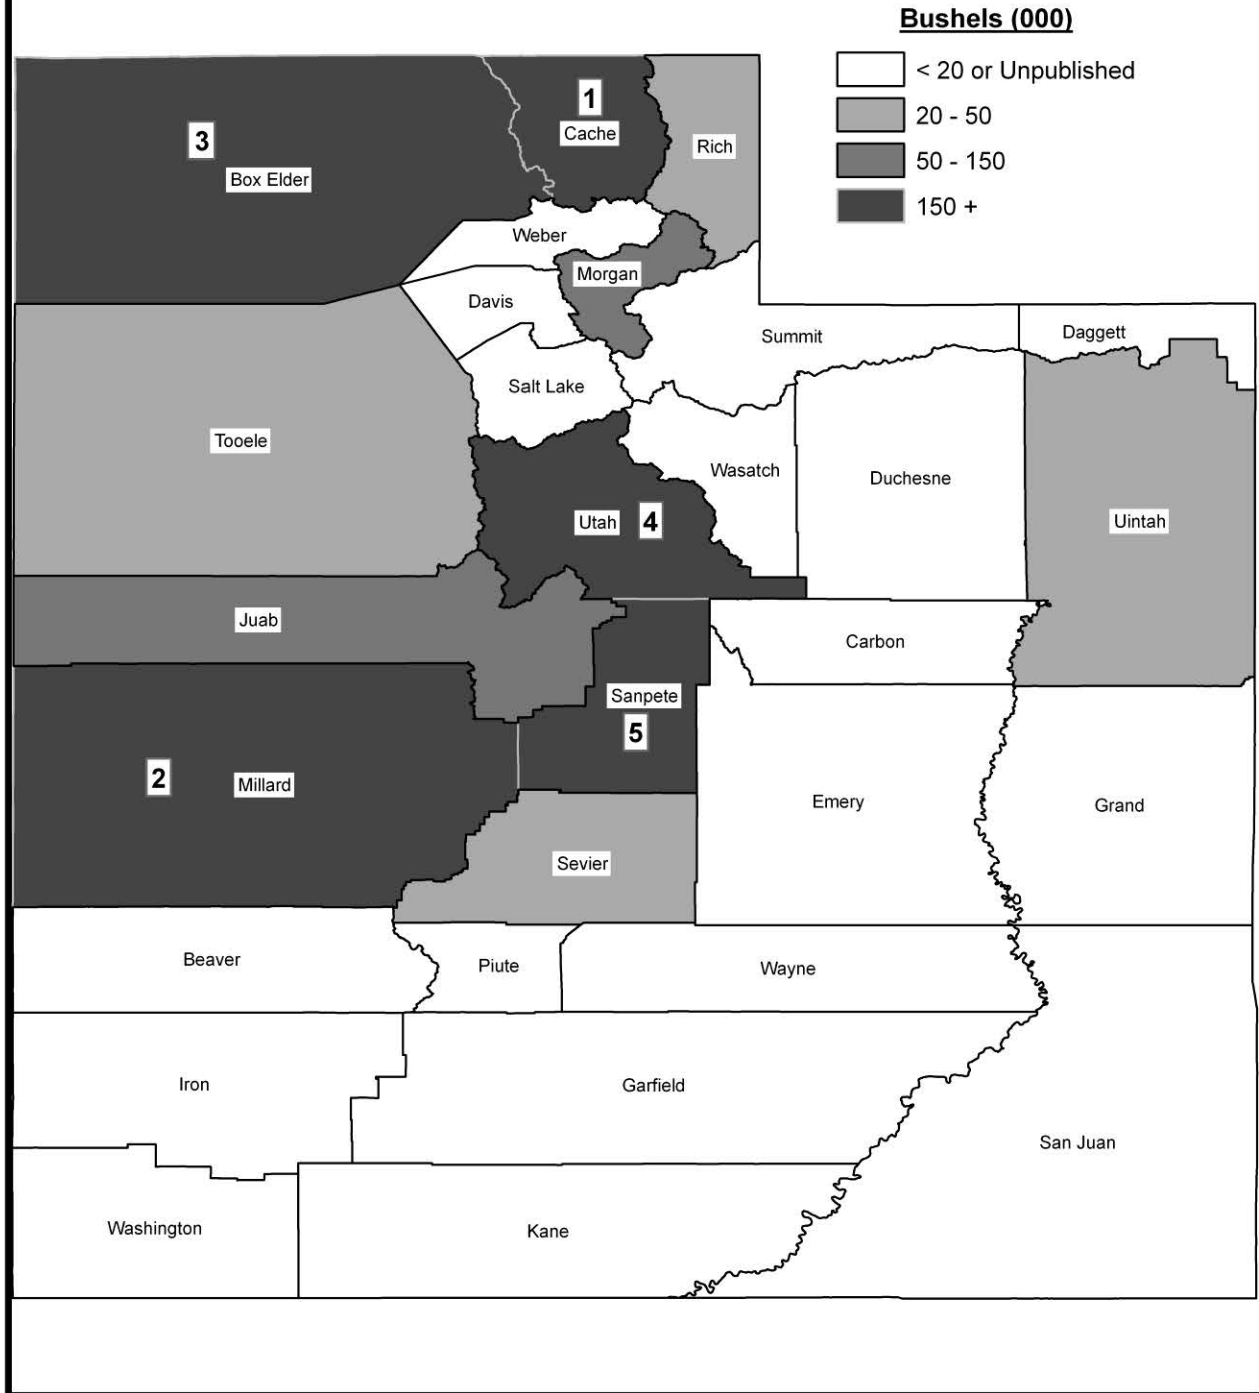 Bushels (000)
< 20 or Unpublished
20 - 50
50 - 150
150 +
1
Cache
Rich
3
Box Elder
Weber
Morgan
Davis
Summit
Daggett
Salt Lake
Tooele
Wasatch
Duchesne
Utah 4
Uintah
Juab
Carbon
Sanpete
5
2 Millard
Emery
Grand
Sevier
Beaver
Piute
Wayne
Iron
Garfield
San Juan
Washington
Kane